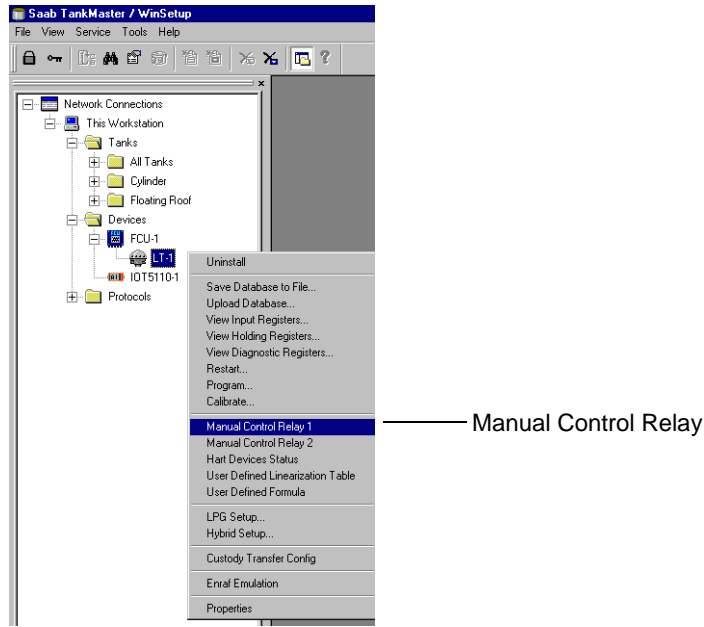 Saab TankMaster / WinSetup
File View Service Tools Help
Network Connections
This Workstation
Tanks
All Tanks
Cylinder
Floating Roof
Devices
FCU-1
LT-1
IOT5110-1
Protocols
Uninstall
Save Database to File...
Upload Database...
View Input Registers...
View Holding Registers...
View Diagnostic Registers...
Restart...
Program...
Calibrate...
Manual Control Relay 1
Manual Control Relay 2
Hart Devices Status
User Defined Linearization Table
User Defined Formula
LPG Setup...
Hybrid Setup...
Custody Transfer Config
Enraf Emulation
Properties
Manual Control Relay